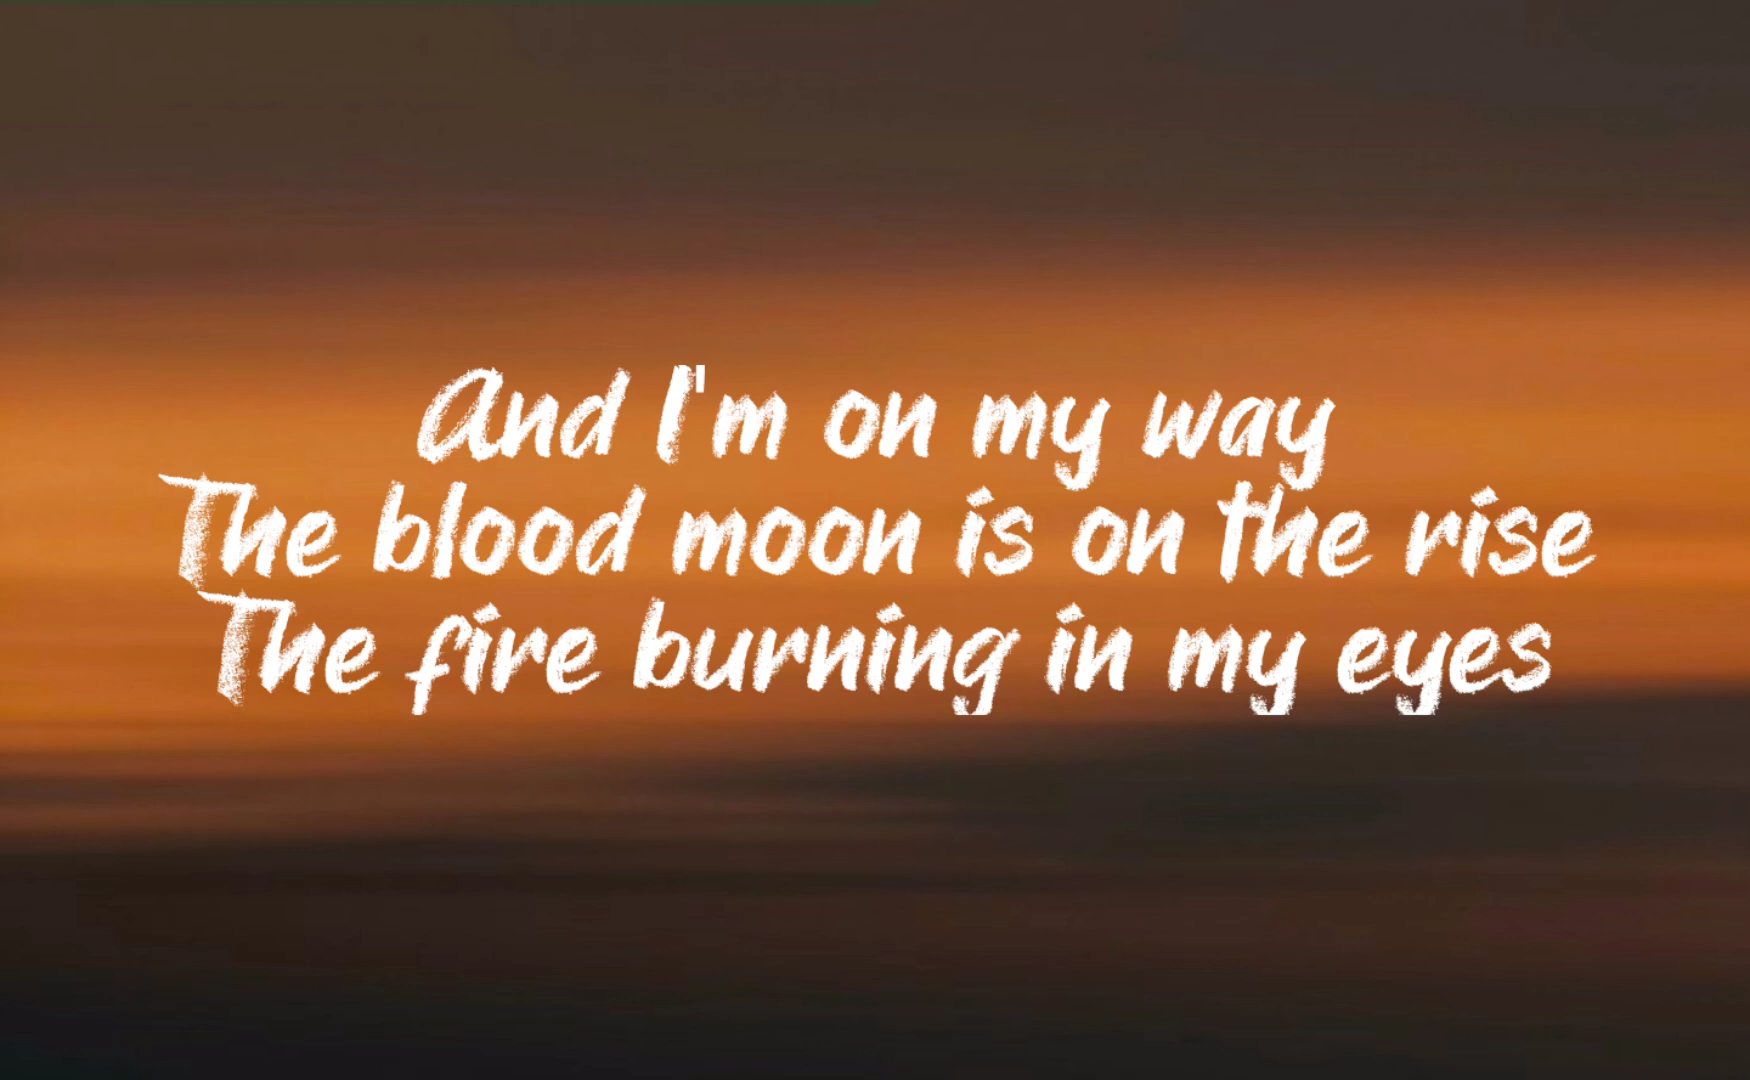 And I'm on my way
The blood moon is on the rise
The fire burning in my eyes